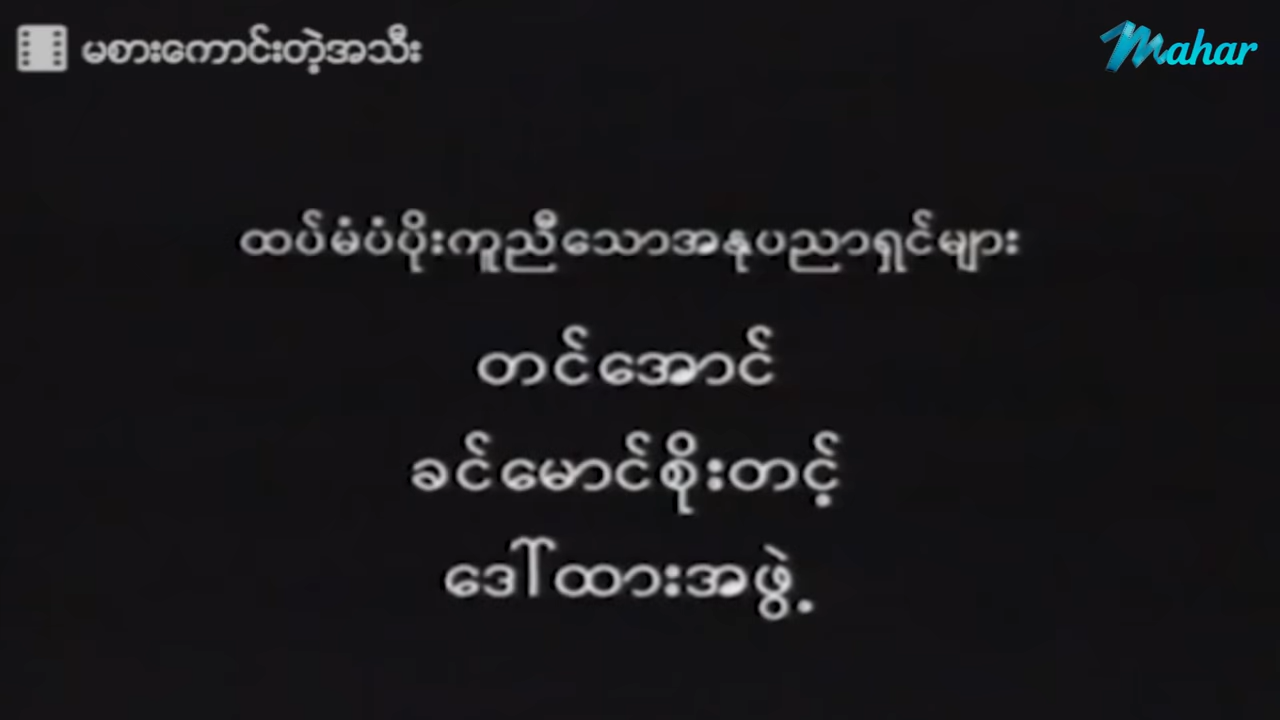 မစားကောင်းတဲ့အသီး
Mahar
ထပ်မံပံပိုးကူညီသောအနုပညာရှင်များ
တင်အောင်
ခင်မောင်စိုးတင့်
ဒေါ်ထားအဖွဲ့